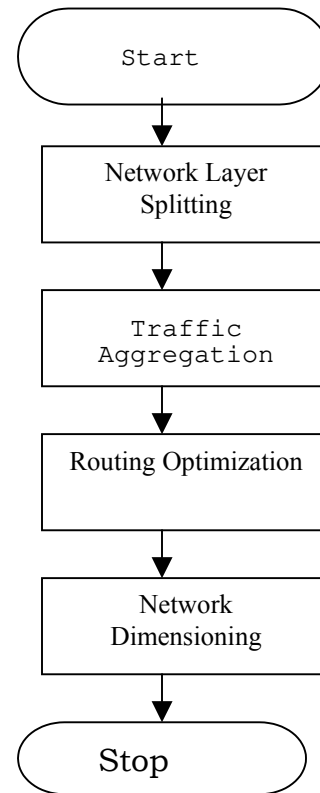 Start
Network Layer
Splitting
Traffic
Aggregation
Routing Optimization
Network
Dimensioning
Stop